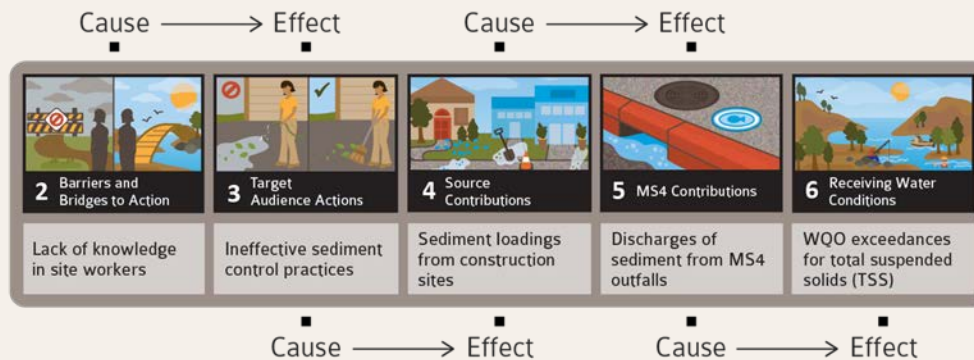 Cause Effect Cause Effect
2 Barriers and
Bridges to Action
3 Target
Audience Actions
4 Source
Contributions
5 MS4 Contributions
6 Receiving Water
Conditions
Lack of knowledge
in site workers
Ineffective sediment
control practices
Sediment loadings
from construction
sites
Discharges of
sediment from MS4
outfalls
WQO exceedances
for total suspended
solids (TSS)
Cause Effect Cause Effect